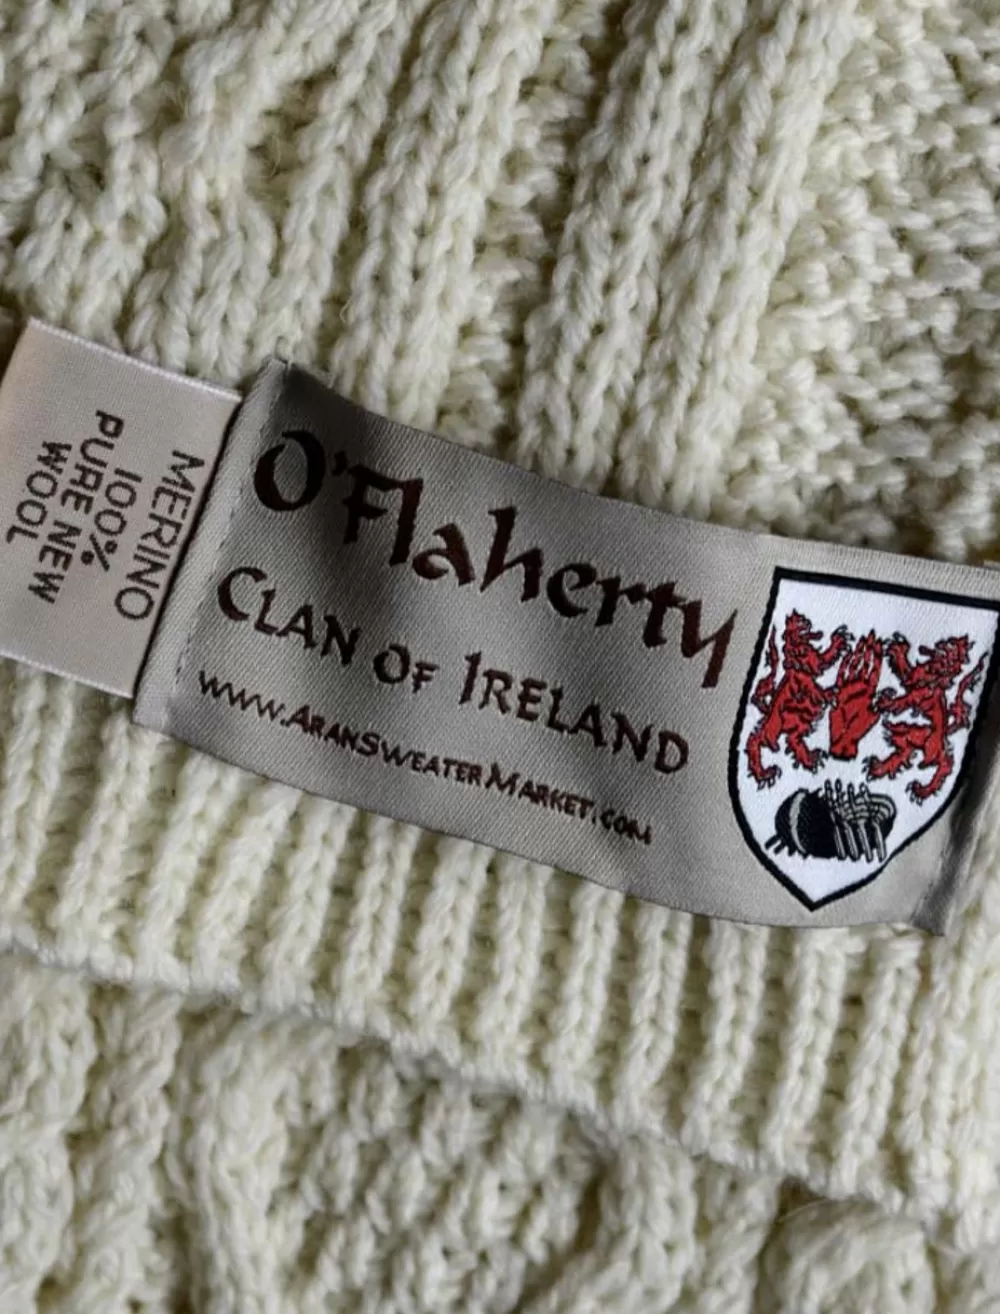 O'Flaherty
CLAN OF IRELAND
WWW.ARANSWEATERMARKET.COM
MERINO
100%
PURE NEW
WOOL